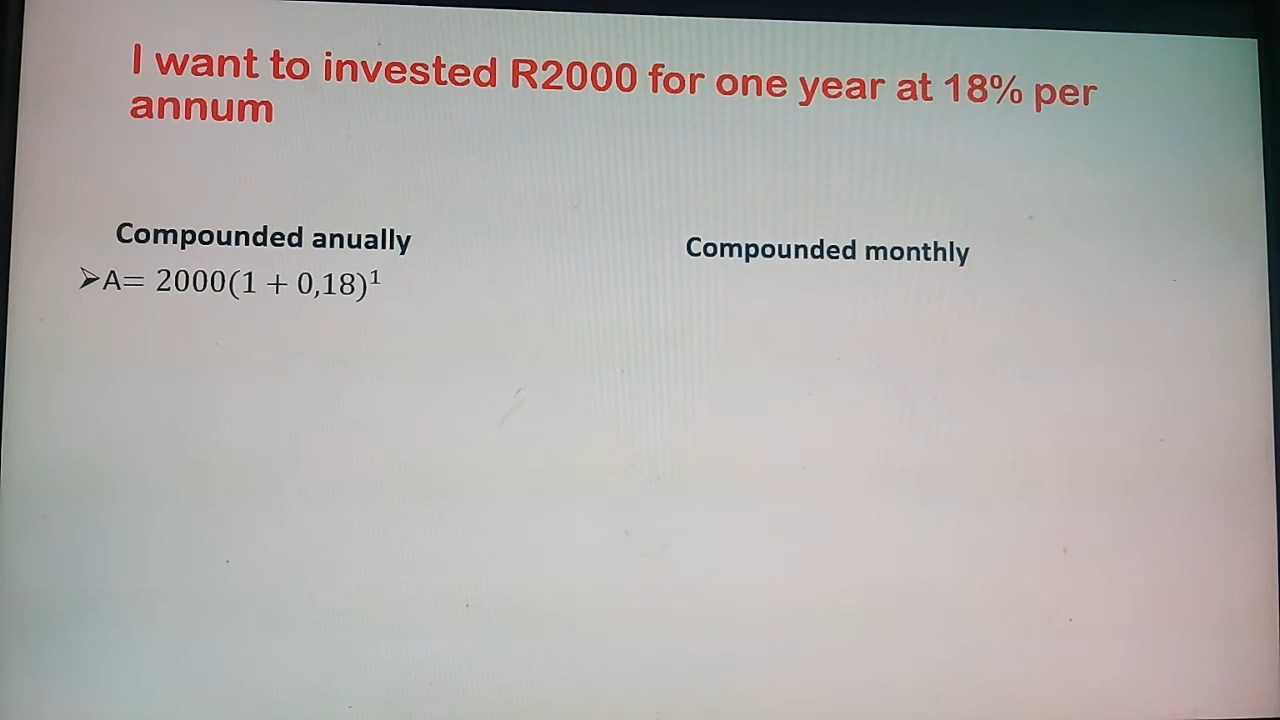 I want to invested R2000 for one year at 18% per
annum
Compounded anually
Compounded monthly
➢A= 2000(1 + 0,18)¹